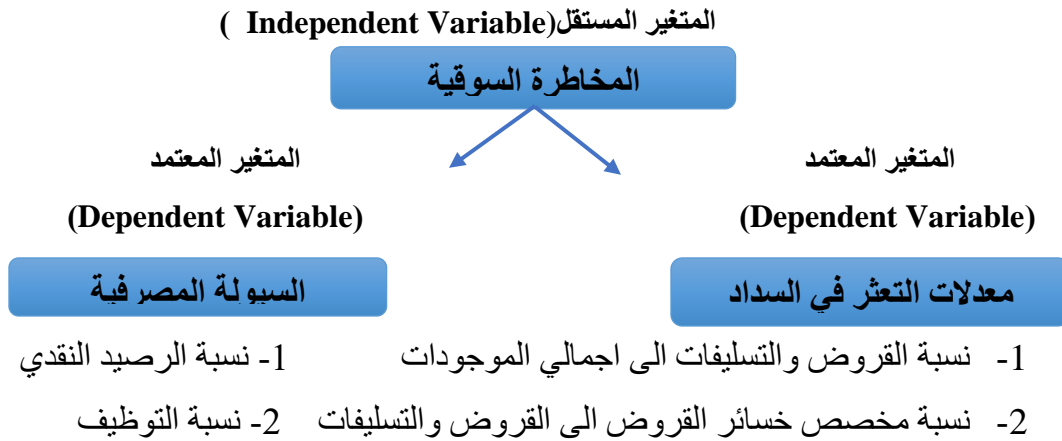 المتغير المستقل(Independent Variable )
المخاطرة السوقية
المتغير المعتمد
(Dependent Variable)
معدلات التعثر في السداد
المتغير المعتمد
(Dependent Variable)
السيولة المصرفية
1- نسبة القروض والتسليفات الى اجمالي الموجودات 1- نسبة الرصيد النقدي
2- نسبة مخصص خسائر القروض الى القروض والتسليفات 2- نسبة التوظيف